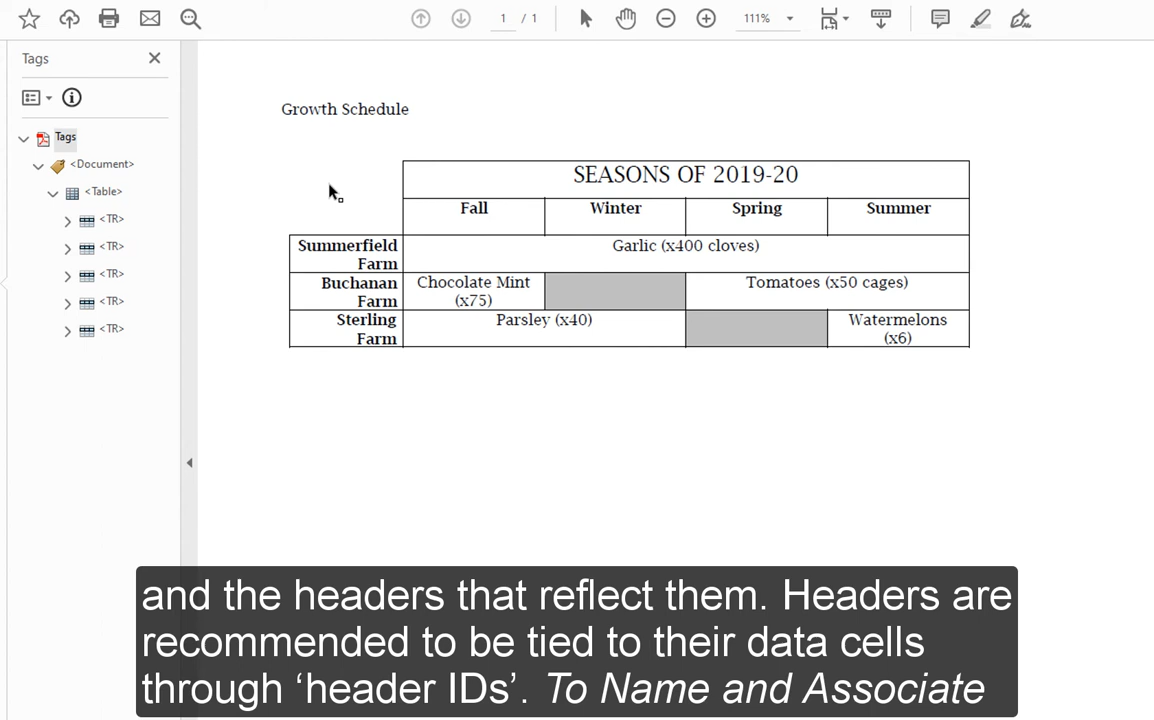 1 / 1
111%
Tags
Tags
<Document>
<Table>
<TR>
<TR>
<TR>
<TR>
<TR>
Growth Schedule
SEASONS OF 2019-20
Fall Winter Spring Summer
Summerfield Garlic (x400 cloves)
Farm
Buchanan Chocolate Mint Tomatoes (x50 cages)
Farm (x75)
Sterling Parsley (x40) Watermelons
Farm (x6)
and the headers that reflect them. Headers are
recommended to be tied to their data cells
through ‘header IDs’. To Name and Associate